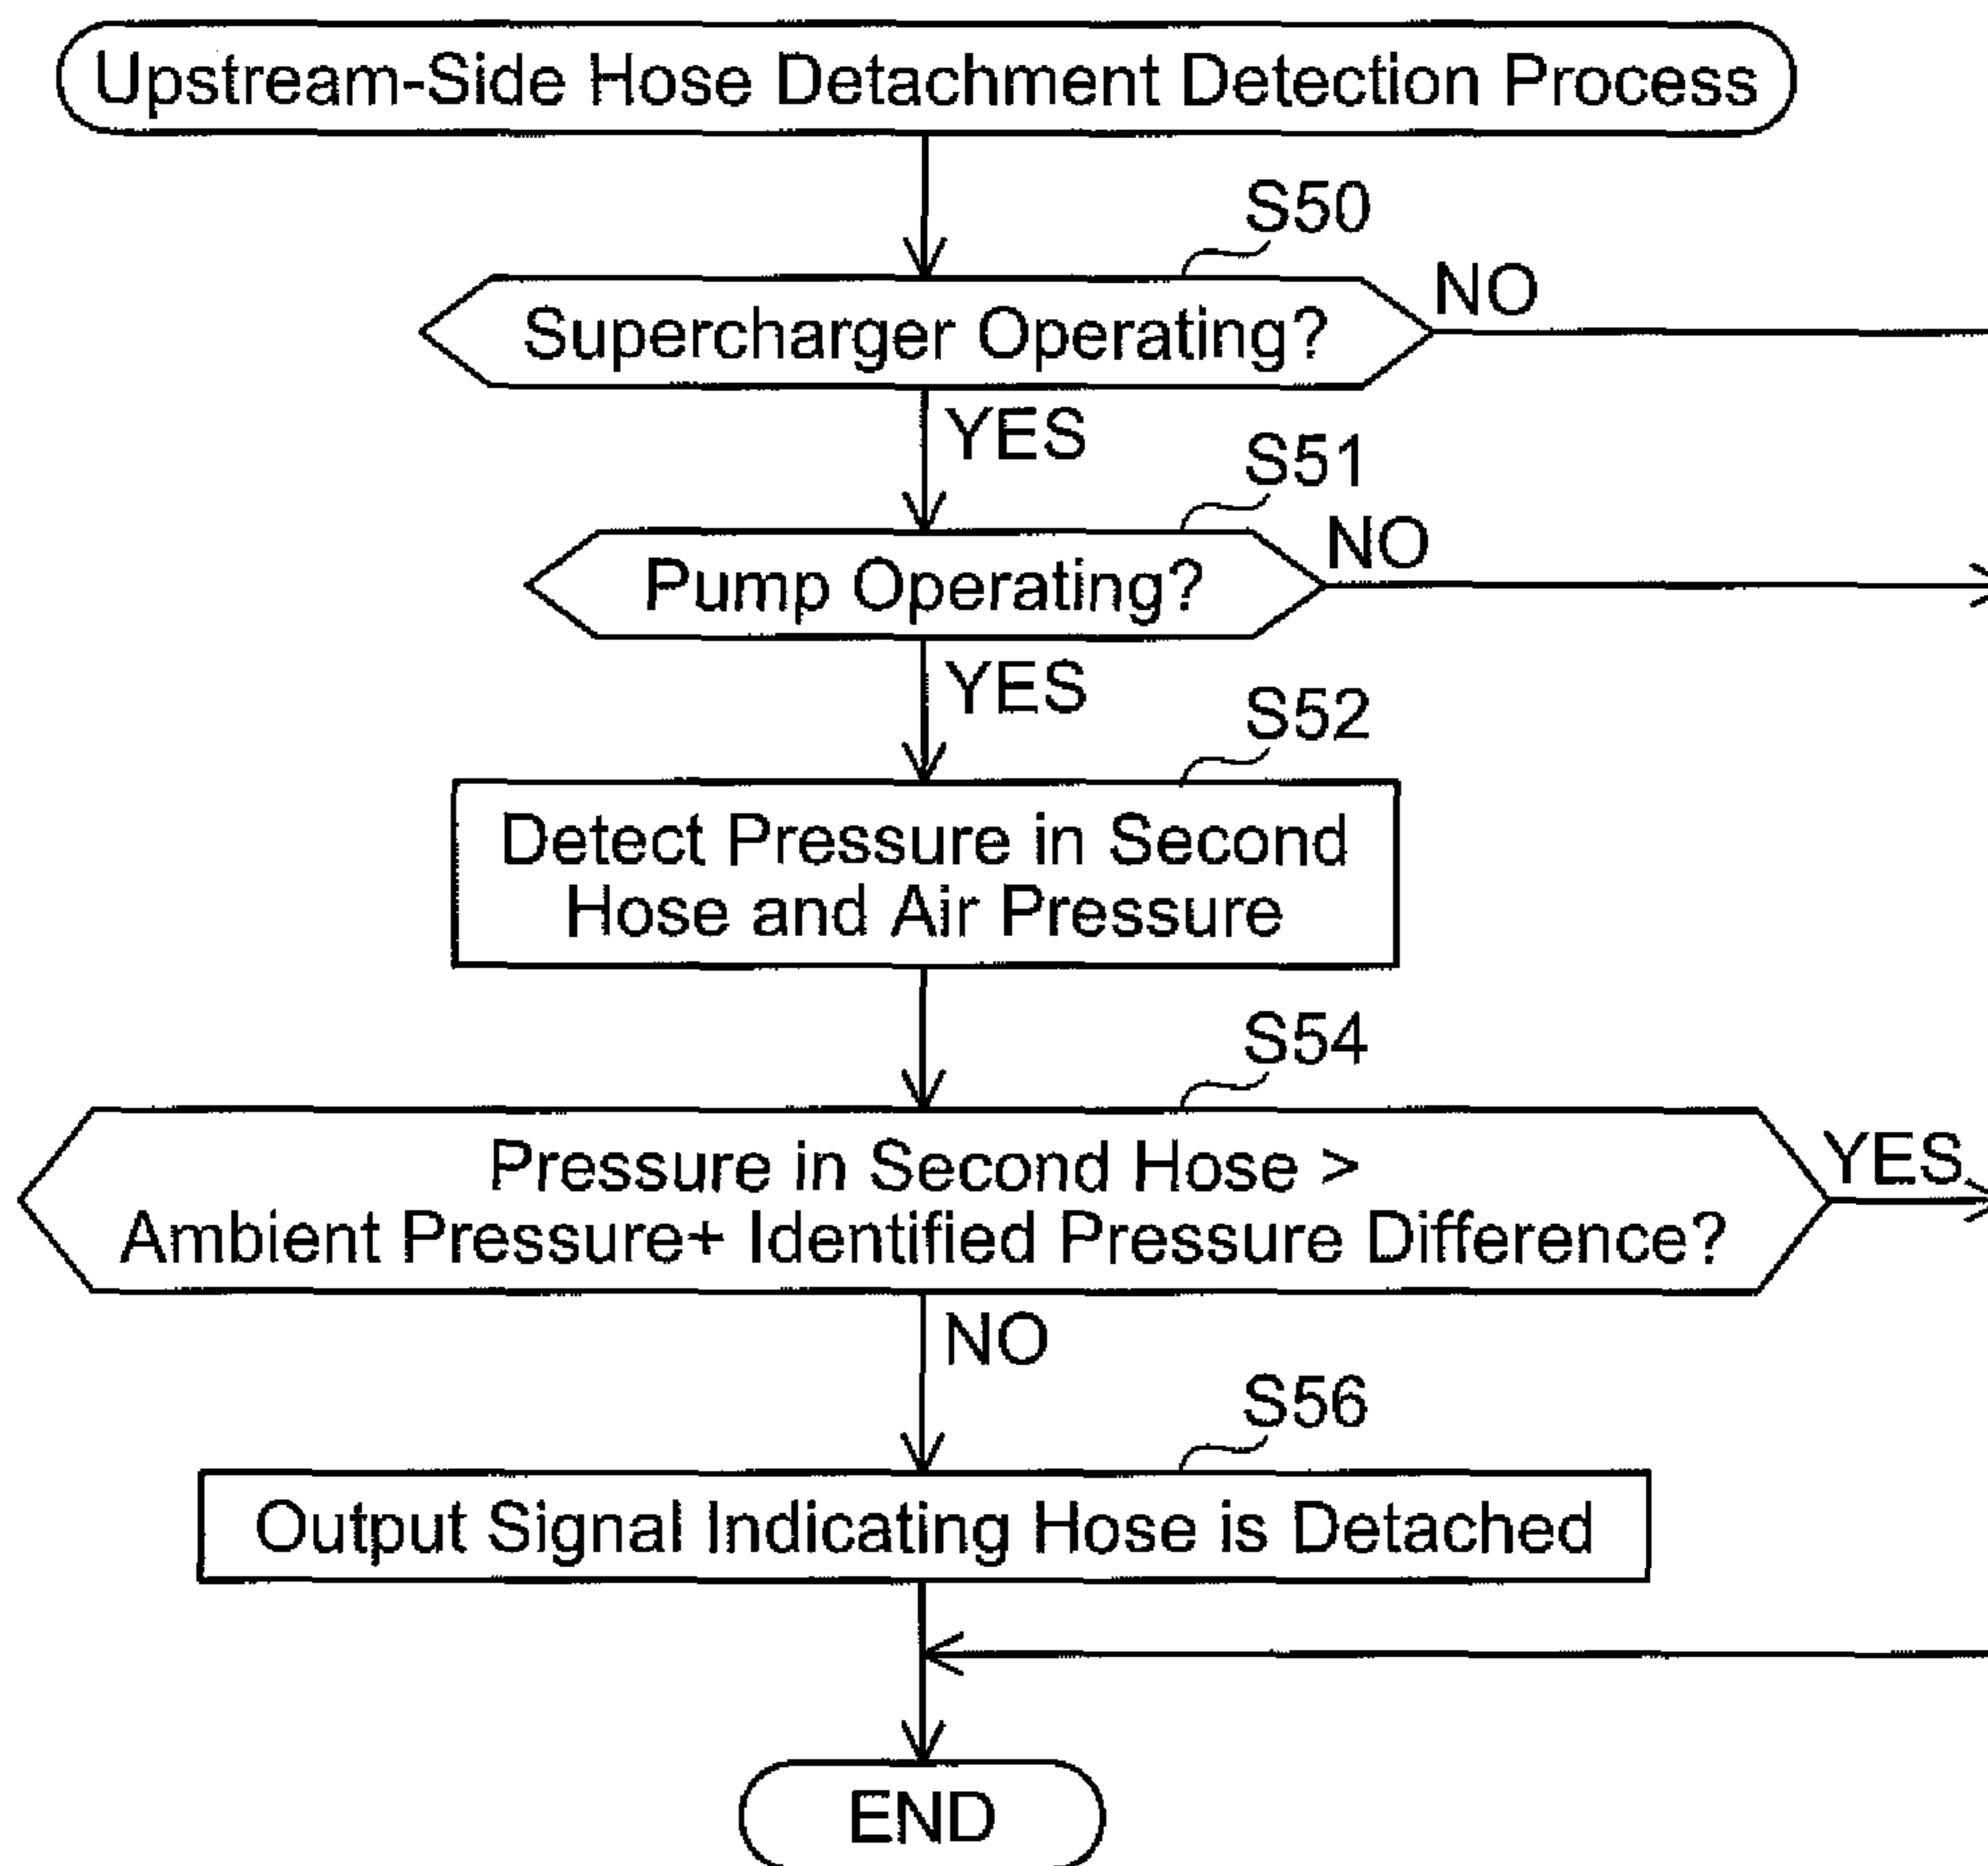 Upstream-Side Hose Detachment Detection Process
S50
Supercharger Operating?
NO
YES
S51
Pump Operating?
NO
YES
S52
Detect Pressure in Second
Hose and Air Pressure
S54
Pressure in Second Hose >
Ambient Pressure+ Identified Pressure Difference?
YES
NO
S56
Output Signal Indicating Hose is Detached
END